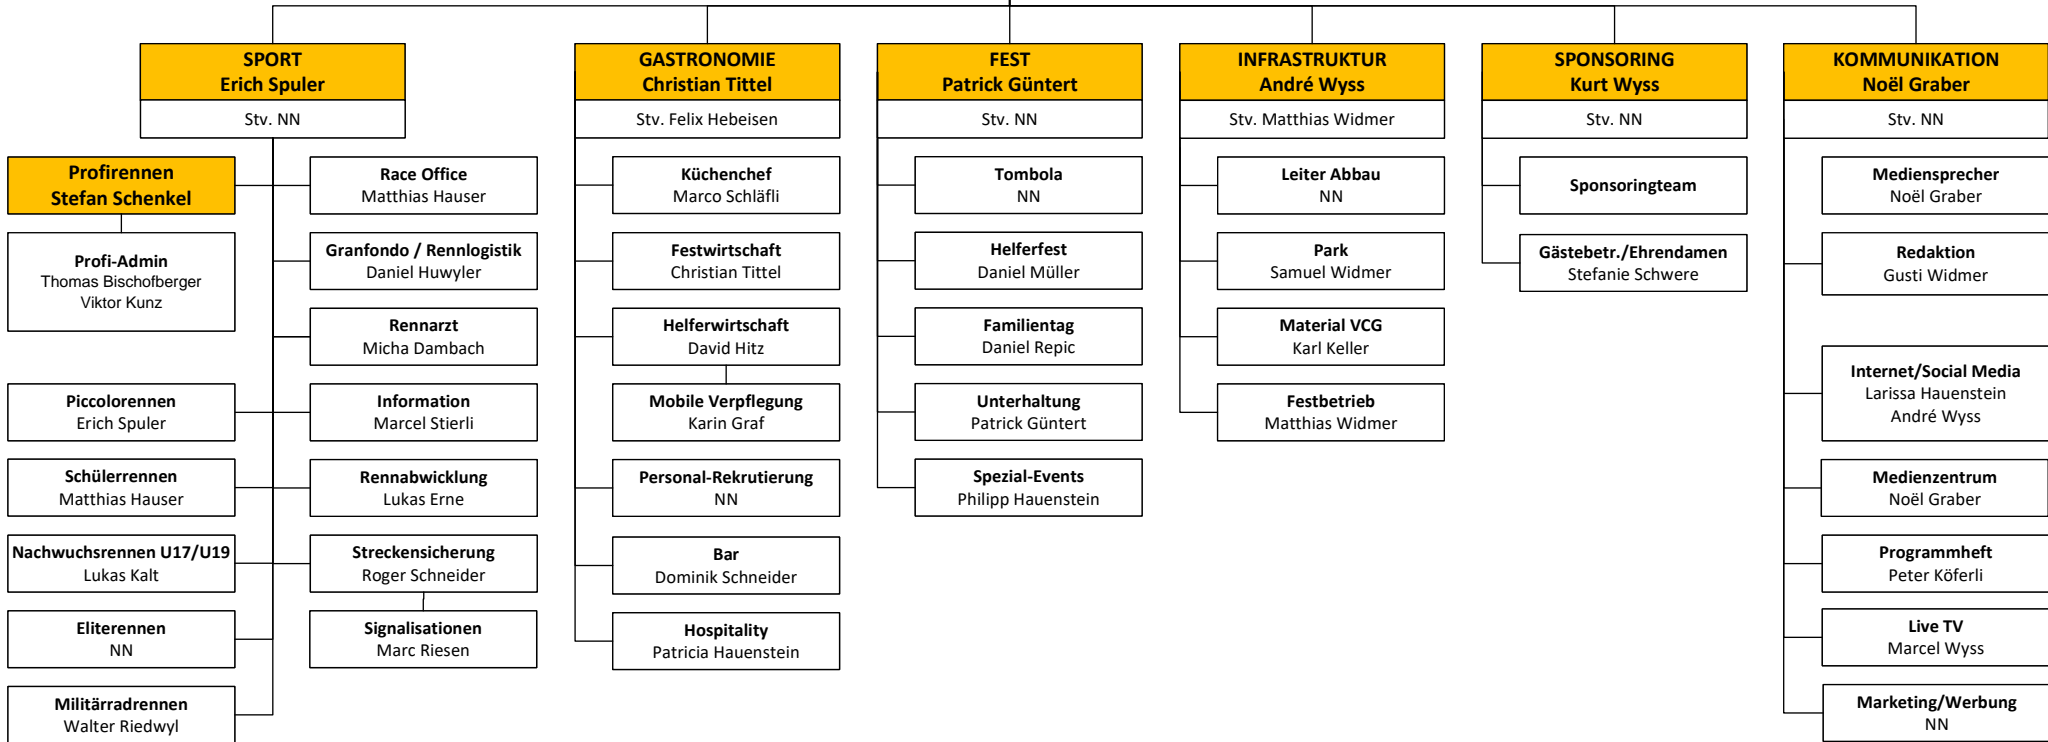 SPORT
Erich Spuler
Stv. NN
Profirennen
Stefan Schenkel
Profi-Admin
Thomas Bischofberger
Viktor Kunz
Piccolorennen
Erich Spuler
Schülerrennen
Matthias Hauser
Nachwuchsrennen U17/U19
Lukas Kalt
Eliterennen
NN
Militärradrennen
Walter Riedwyl
Race Office
Matthias Hauser
Granfondo / Rennlogistik
Daniel Huwyler
Rennarzt
Micha Dambach
Information
Marcel Stierli
Rennabwicklung
Lukas Erne
Streckensicherung
Roger Schneider
Signalisationen
Marc Riesen
GASTRONOMIE
Christian Tittel
Stv. Felix Hebeisen
Küchenchef
Marco Schläfli
Festwirtschaft
Christian Tittel
Helferwirtschaft
David Hitz
Mobile Verpflegung
Karin Graf
Personal-Rekrutierung
NN
Bar
Dominik Schneider
Hospitality
Patricia Hauenstein
FEST
Patrick Güntert
Stv. NN
Tombola
NN
Helferfest
Daniel Müller
Familientag
Daniel Repic
Unterhaltung
Patrick Güntert
Spezial-Events
Philipp Hauenstein
INFRASTRUKTUR
André Wyss
Stv. Matthias Widmer
Leiter Abbau
NN
Park
Samuel Widmer
Material VCG
Karl Keller
Festbetrieb
Matthias Widmer
SPONSORING
Kurt Wyss
Stv. NN
Sponsoringteam
Gästebetr./Ehrendamen
Stefanie Schwere
KOMMUNIKATION
Noël Graber
Stv. NN
Mediensprecher
Noël Graber
Redaktion
Gusti Widmer
Internet/Social Media
Larissa Hauenstein
André Wyss
Medienzentrum
Noël Graber
Programmheft
Peter Köferli
Live TV
Marcel Wyss
Marketing/Werbung
NN